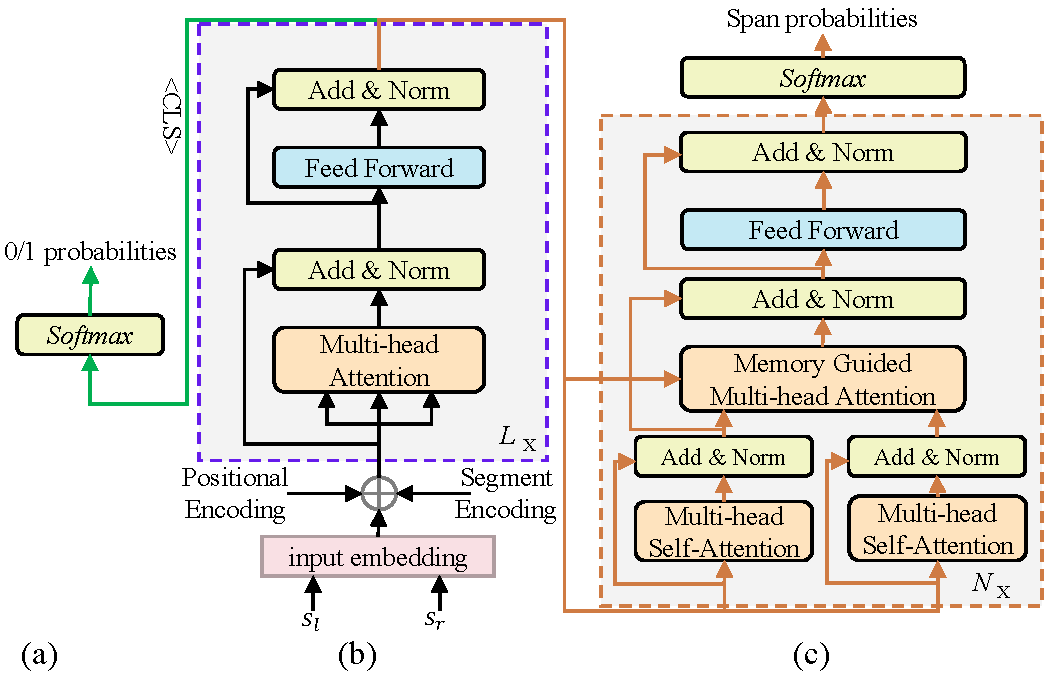 <CLS>
0/1 probabilities
Softmax
(a)
Add & Norm
Feed Forward
Add & Norm
Multi-head
Attention
L x
Positional
Encoding
Segment
Encoding
input embedding
s_l
s_r
(b)
Span probabilities
Softmax
Add & Norm
Feed Forward
Add & Norm
Memory Guided
Multi-head Attention
Add & Norm
Add & Norm
Multi-head
Self-Attention
Multi-head
Self-Attention
N x
(c)